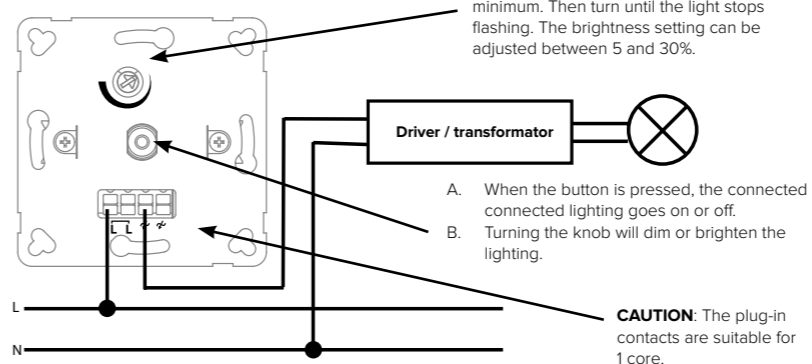 minimum. Then turn until the light stops
flashing. The brightness setting can be
adjusted between 5 and 30%.
Driver / transformator
A. When the button is pressed, the connected
connected lighting goes on or off.
B. Turning the knob will dim or brighten the
lighting.
L L ~ ~
L
N
CAUTION: The plug-in
contacts are suitable for
1 core.